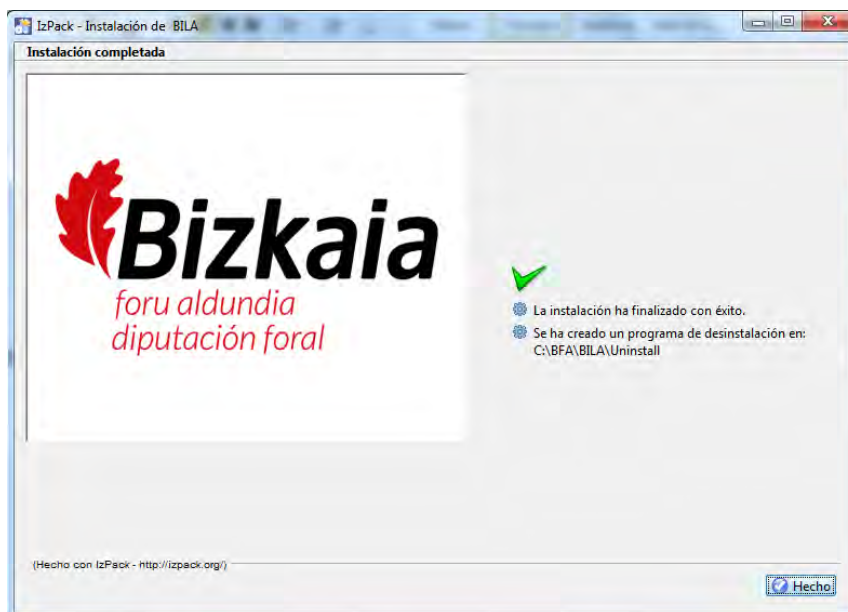 IzPack - Instalación de BILA
Instalación completada
Bizkaia
foru aldundia
diputación foral
La instalación ha finalizado con éxito.
Se ha creado un programa de desinstalación en:
C:\BFA\BILA\Uninstall
(Hecho con IzPack - http://izpack.org/)
Hecho